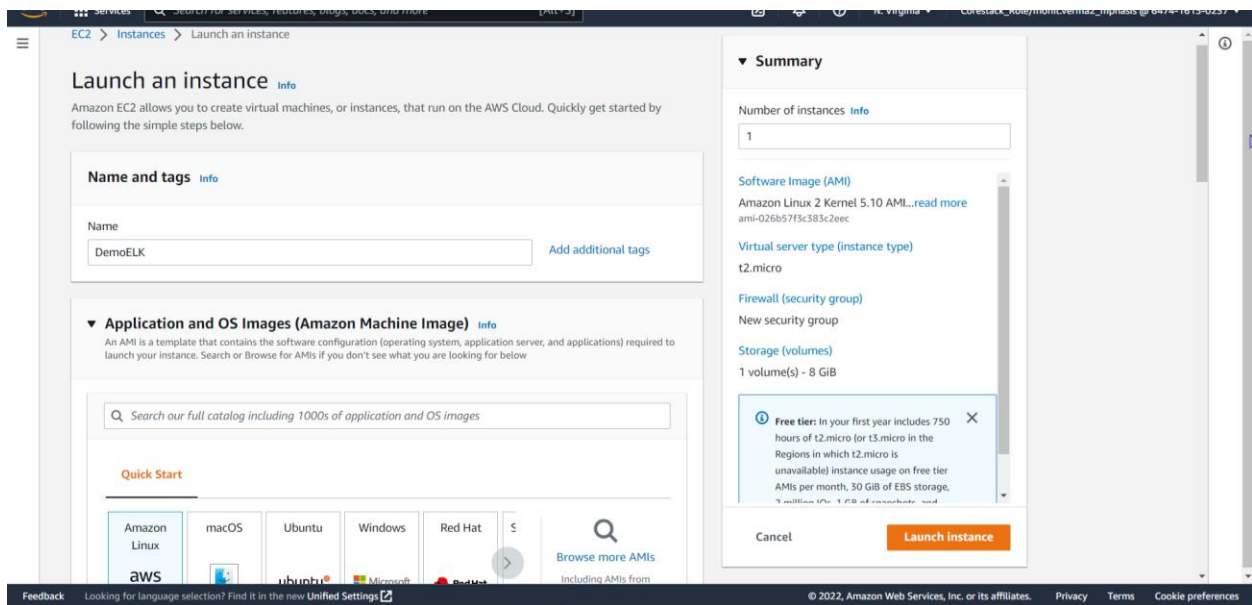 Services
Search for services, features, blogs, docs, and more
[Alt+S]
N. Virginia
EC2 > Instances > Launch an instance
Launch an instance Info
Amazon EC2 allows you to create virtual machines, or instances, that run on the AWS Cloud. Quickly get started by
following the simple steps below.
Name and tags Info
Name
DemoELK
Add additional tags
Application and OS Images (Amazon Machine Image) Info
An AMI is a template that contains the software configuration (operating system, application server, and applications) required to
launch your instance. Search or Browse for AMIs if you don't see what you are looking for below
Search our full catalog including 1000s of application and OS images
Quick Start
Amazon
Linux
aws
macOS
Ubuntu
ubuntu®
Windows
Microsoft
Red Hat
Red Hat
S
Browse more AMIs
Including AMIs from
Summary
Number of instances Info
1
Software Image (AMI)
Amazon Linux 2 Kernel 5.10 AMI...read more
ami-026b57f3c383c2eec
Virtual server type (instance type)
t2.micro
Firewall (security group)
New security group
Storage (volumes)
1 volume(s) - 8 GiB
Free tier: In your first year includes 750
hours of t2.micro (or t3.micro in the
Regions in which t2.micro is
unavailable) instance usage on free tier
AMIs per month, 30 GiB of EBS storage,
2 million IOs, 1 GB of snapshots, and
Cancel
Launch instance
Feedback
Looking for language selection? Find it in the new Unified Settings
© 2022, Amazon Web Services, Inc. or its affiliates.
Privacy
Terms
Cookie preferences